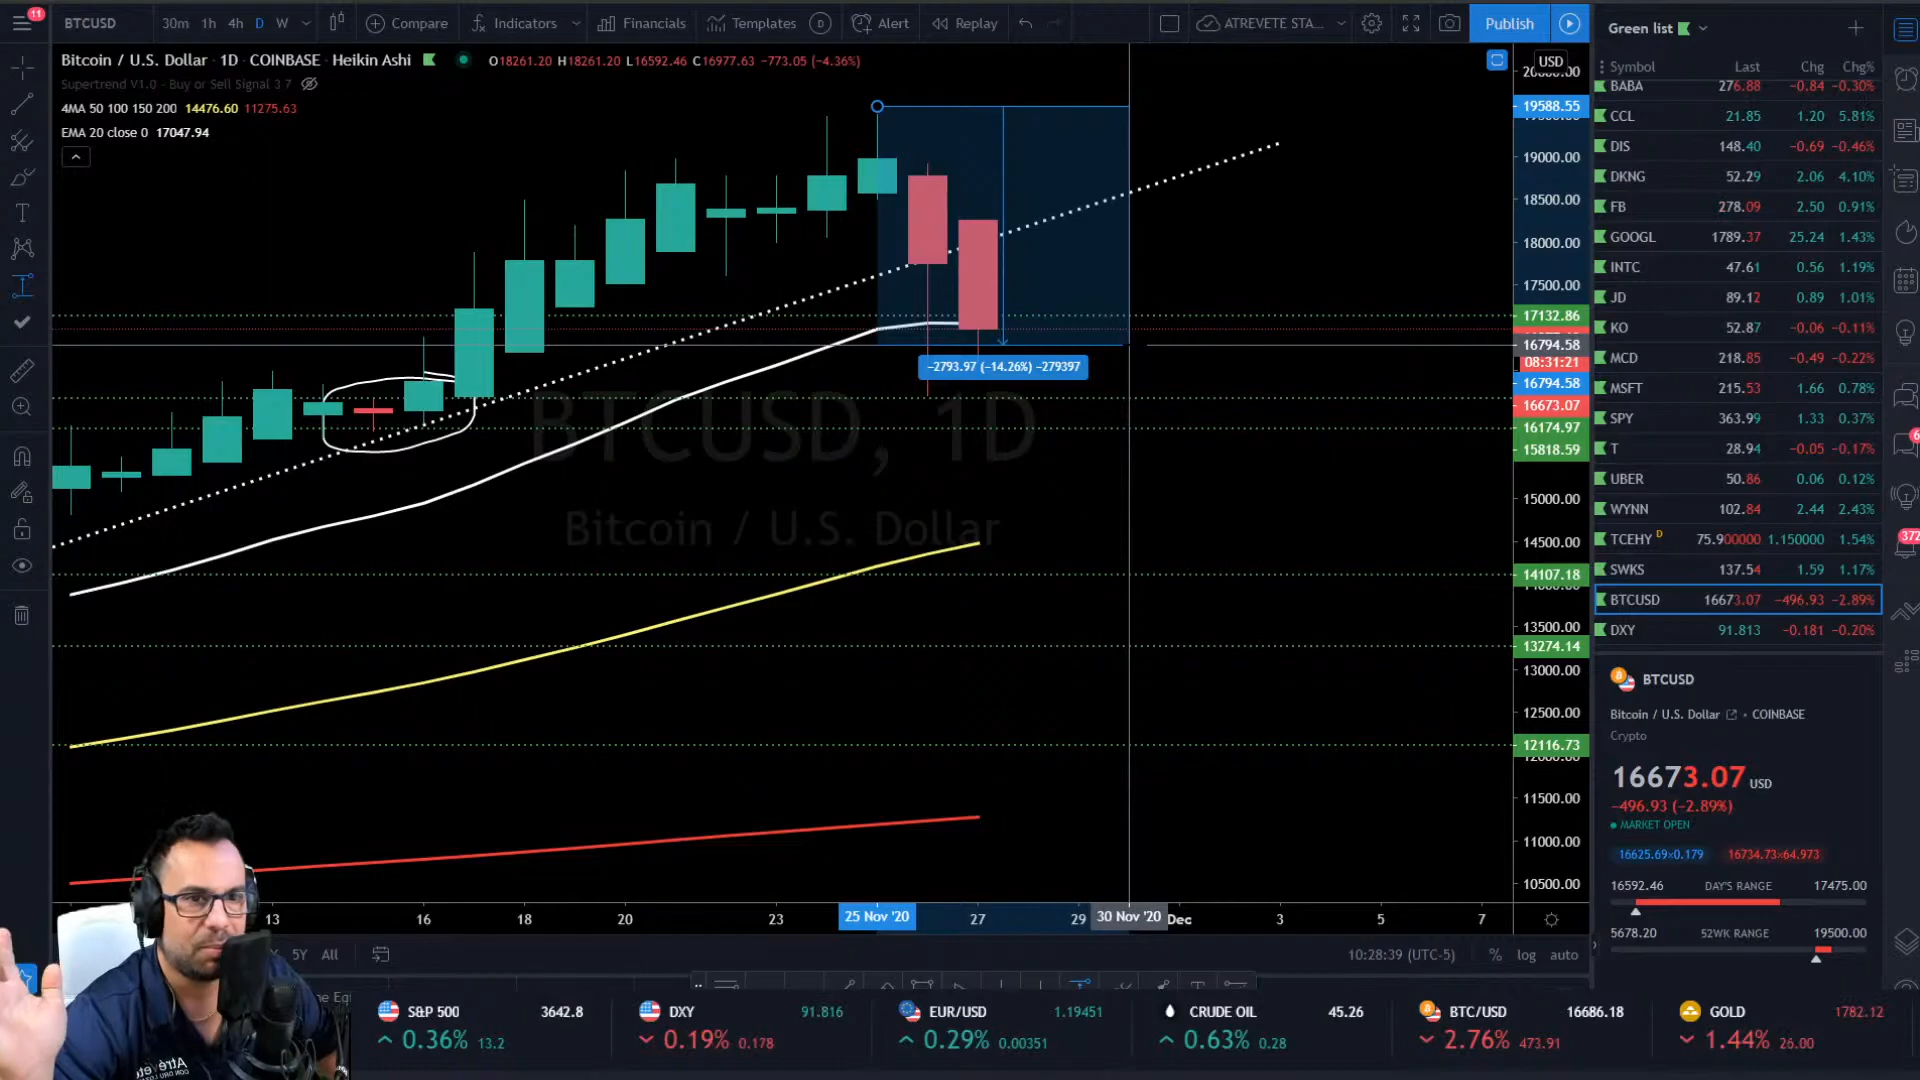 11
BTCUSD 30m 1h 4h D W Compare Indicators Financials Templates D Alert Replay ATREVETE STA... Publish
Bitcoin / U.S. Dollar · 1D · COINBASE · Heikin Ashi O18261.20 H18261.20 L16592.46 C16977.63 −773.05 (−4.36%)
Supertrend V1.0 - Buy or Sell Signal 3 7
4MA 50 100 150 200 14476.60 11275.63
EMA 20 close 0 17047.94
USD
19588.55
19000.00
18500.00
18000.00
17500.00
17132.86
16794.58
08:31:21
16794.58
16673.07
16174.97
15818.59
15000.00
14500.00
14107.18
13500.00
13274.14
13000.00
12500.00
12116.73
11500.00
11000.00
10500.00
−2793.97 (−14.26%) −279397
BTCUSD, 1D
Bitcoin / U.S. Dollar
13 16 18 20 23 25 Nov '20 27 29 30 Nov '20 Dec 3 5 7
5Y All 10:28:39 (UTC-5) % log auto
Green list
Symbol Last Chg Chg%
BABA 276.88 −0.84 −0.30%
CCL 21.85 1.20 5.81%
DIS 148.40 −0.69 −0.46%
DKNG 52.29 2.06 4.10%
FB 278.09 2.50 0.91%
GOOGL 1789.37 25.24 1.43%
INTC 47.61 0.56 1.19%
JD 89.12 0.89 1.01%
KO 52.87 −0.06 −0.11%
MCD 218.85 −0.49 −0.22%
MSFT 215.53 1.66 0.78%
SPY 363.99 1.33 0.37%
T 28.94 −0.05 −0.17%
UBER 50.86 0.06 0.12%
WYNN 102.84 2.44 2.43%
TCEHY D 75.900000 1.150000 1.54%
SWKS 137.54 1.59 1.17%
BTCUSD 16673.07 −496.93 −2.89%
DXY 91.813 −0.181 −0.20%
372
BTCUSD
Bitcoin / U.S. Dollar • COINBASE
Crypto
16673.07 USD
−496.93 (−2.89%)
MARKET OPEN
16625.69×0.179 16734.73×64.973
16592.46 DAY'S RANGE 17475.00
5678.20 52WK RANGE 19500.00
S&P 500 3642.8
0.36% 13.2
DXY 91.816
0.19% 0.178
EUR/USD 1.19451
0.29% 0.00351
CRUDE OIL 45.26
0.63% 0.28
BTC/USD 16686.18
2.76% 473.91
GOLD 1782.12
1.44% 26.00